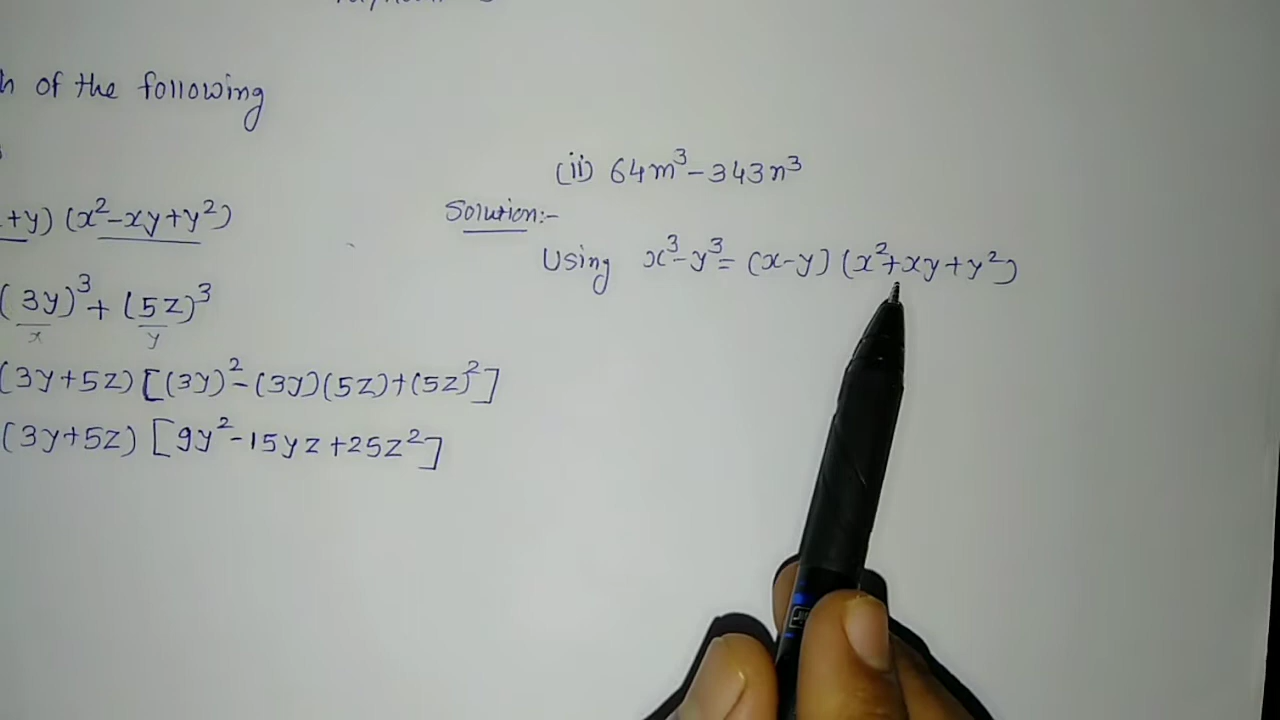 of the following
+y) (x²-xy+y²)
(3y)³+(5z)³
x y
(3y+5z)[(3y)²-(3y)(5z)+(5z)²]
(3y+5z)[9y²-15yz+25z²]
(ii) 64m³-343n³
Solution:-
Using x³-y³=(x-y)(x²+xy+y²)